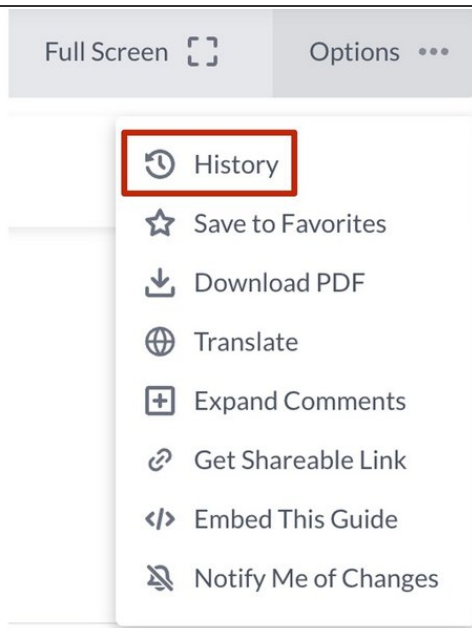 Full Screen Options
History
Save to Favorites
Download PDF
Translate
Expand Comments
Get Shareable Link
Embed This Guide
Notify Me of Changes